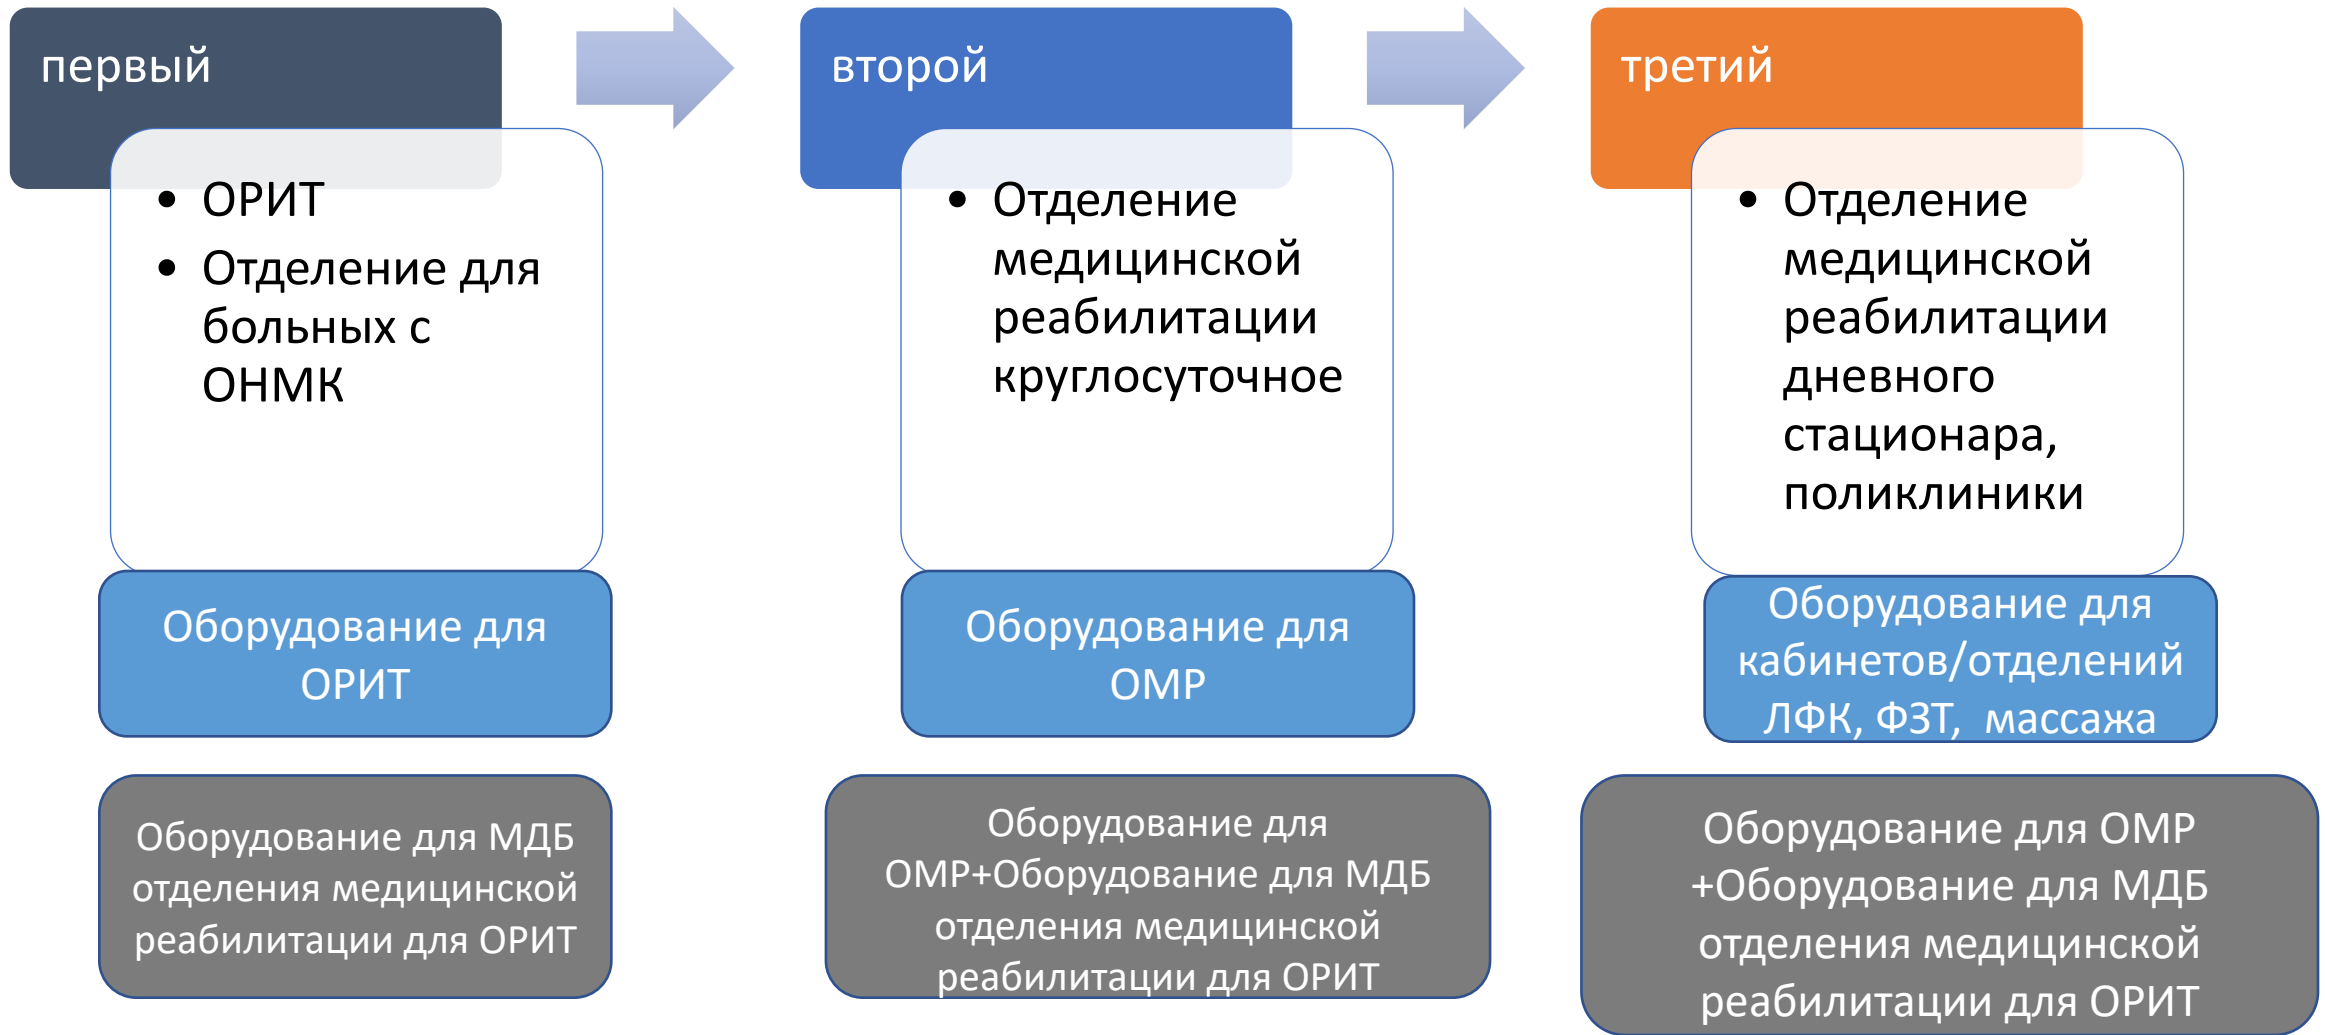 первый
• ОРИТ
• Отделение для
больных с
ОНМК
Оборудование для
ОРИТ
Оборудование для МДБ
отделения медицинской
реабилитации для ОРИТ
второй
• Отделение
медицинской
реабилитации
круглосуточное
Оборудование для
ОМР
Оборудование для
ОМР+Оборудование для МДБ
отделения медицинской
реабилитации для ОРИТ
третий
• Отделение
медицинской
реабилитации
дневного
стационара,
поликлиники
Оборудование для
кабинетов/отделений
ЛФК, ФЗТ,  массажа
Оборудование для ОМР
+Оборудование для МДБ
отделения медицинской
реабилитации для ОРИТ